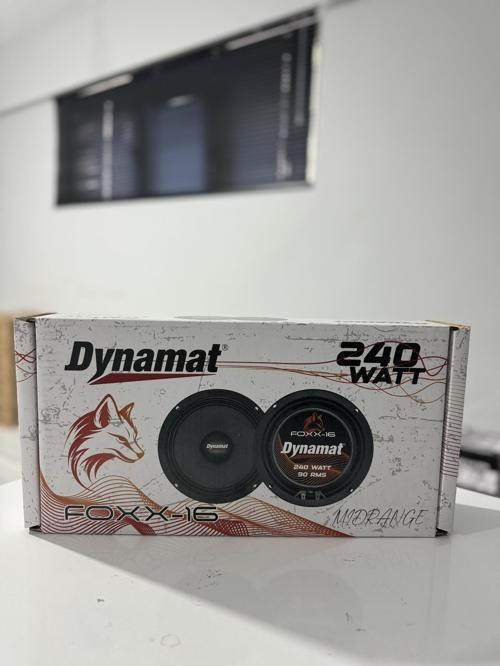 Dynamat®
240
WATT
Dynamat
FOXX-16
Dynamat
240 WATT
90 RMS
FOXX-16
MIDRANGE